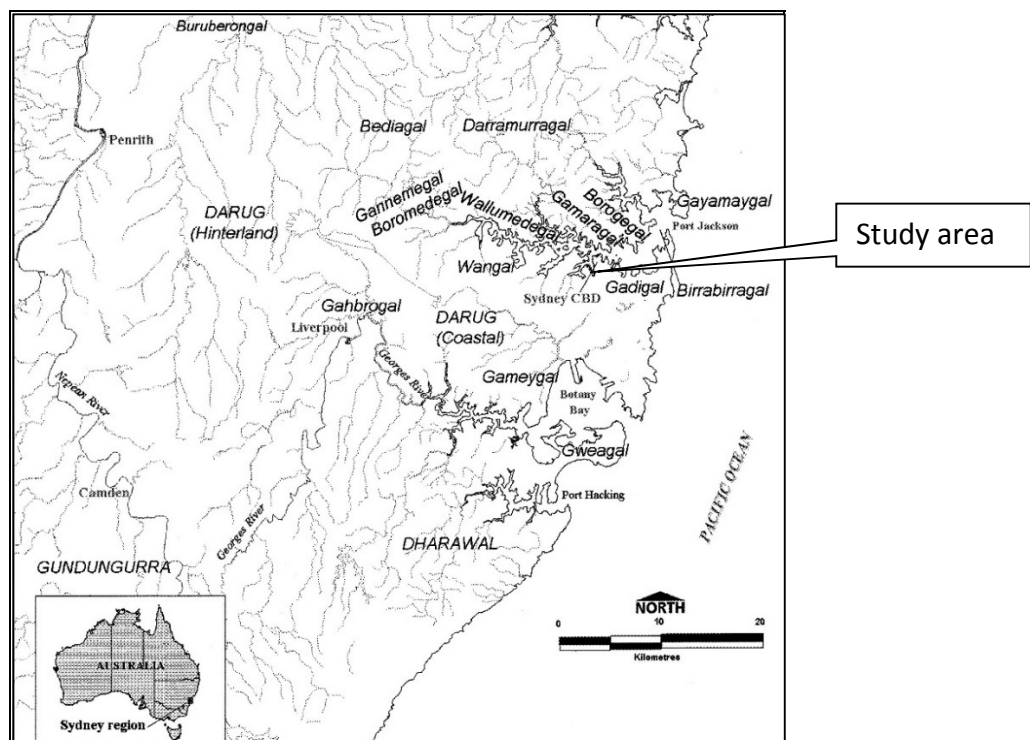 Buruberongal
Penrith
Bediagal
Darramurragal
Gannemegal
Boromedegal
Wallumedegal
Gamaragal
Borogegal
Gayamaygal
Port Jackson
DARUG
(Hinterland)
Study area
Wangal
Sydney CBD
Gadigal
Birrabirragal
Gahbrogal
Liverpool
DARUG
(Coastal)
Georges River
Gameygal
Botany
Bay
Nepean River
Gweagal
Camden
Port Hacking
PACIFIC OCEAN
Georges River
DHARAWAL
GUNDUNGURRA
NORTH
0 10 20
Kilometres
AUSTRALIA
Sydney region